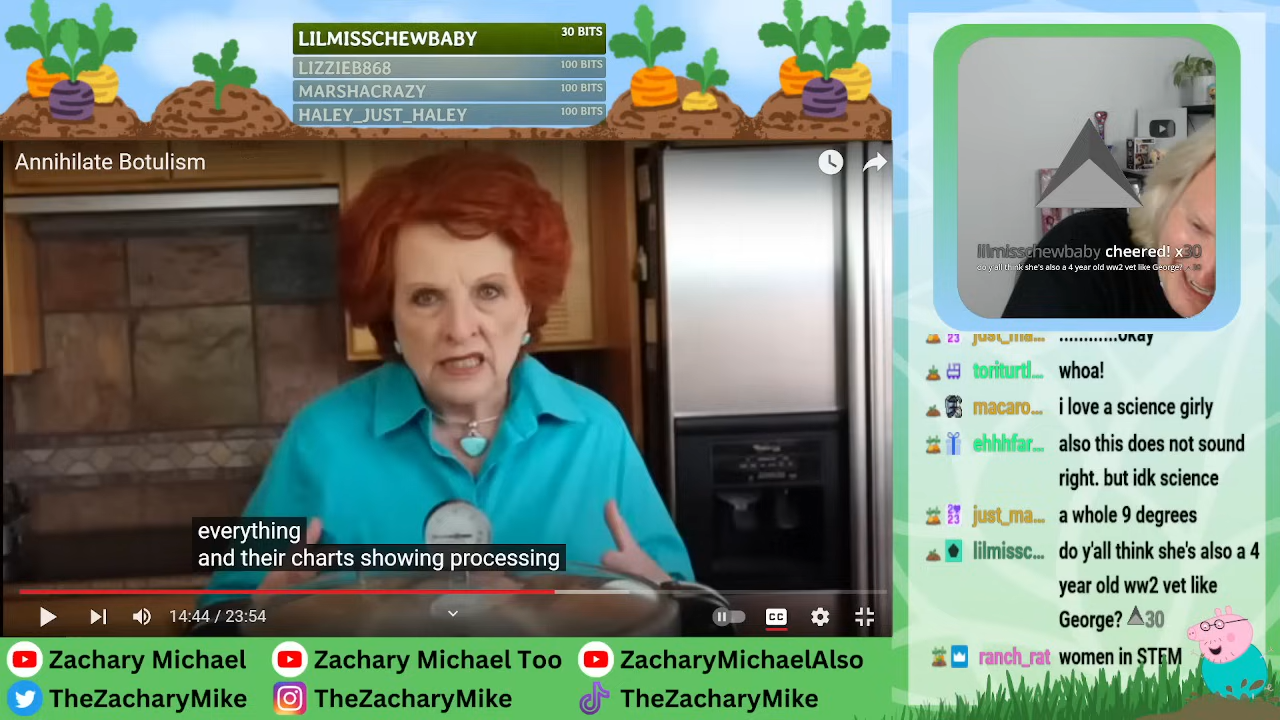 LILMISSCHEWBABY 30 BITS
LIZZIEB868 100 BITS
MARSHACRAZY 100 BITS
HALEY_JUST_HALEY 100 BITS
Annihilate Botulism
everything
and their charts showing processing
14:44 / 23:54
CC
Zachary Michael
Zachary Michael Too
ZacharyMichaelAlso
TheZacharyMike
TheZacharyMike
TheZacharyMike
lilmisschewbaby cheered! x30
do y'all think she's also a 4 year old ww2 vet like George? 30
just_ma... ............okay
toriturtl... whoa!
macaro... i love a science girly
ehhhfar... also this does not sound
right. but idk science
just_ma... a whole 9 degrees
lilmissc... do y'all think she's also a 4
year old ww2 vet like
George? 30
ranch_rat women in STEM